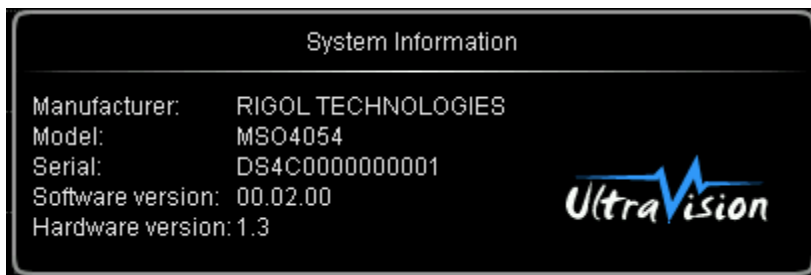 System Information
Manufacturer: RIGOL TECHNOLOGIES
Model: MSO4054
Serial: DS4C0000000001
Software version: 00.02.00
Hardware version: 1.3
UltraVision